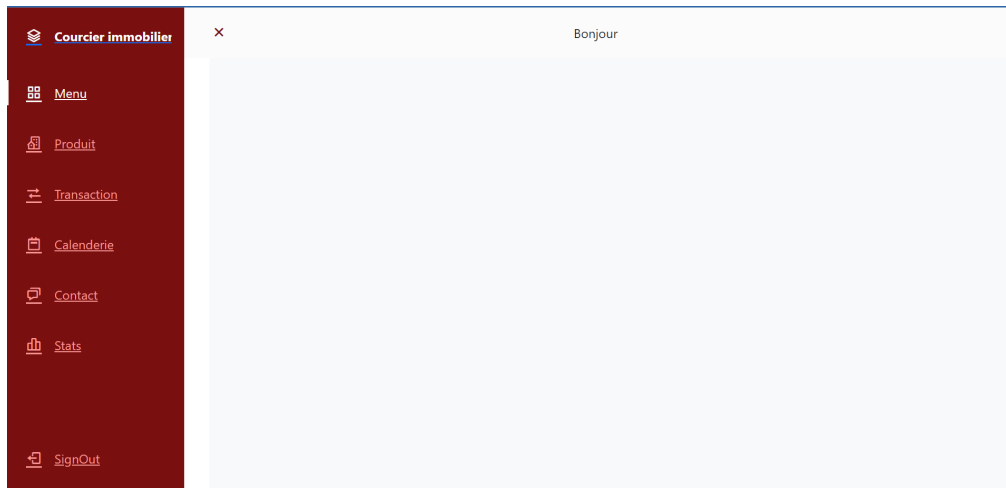 Courcier immobilier
Bonjour
Menu
Produit
Transaction
Calenderie
Contact
Stats
SignOut